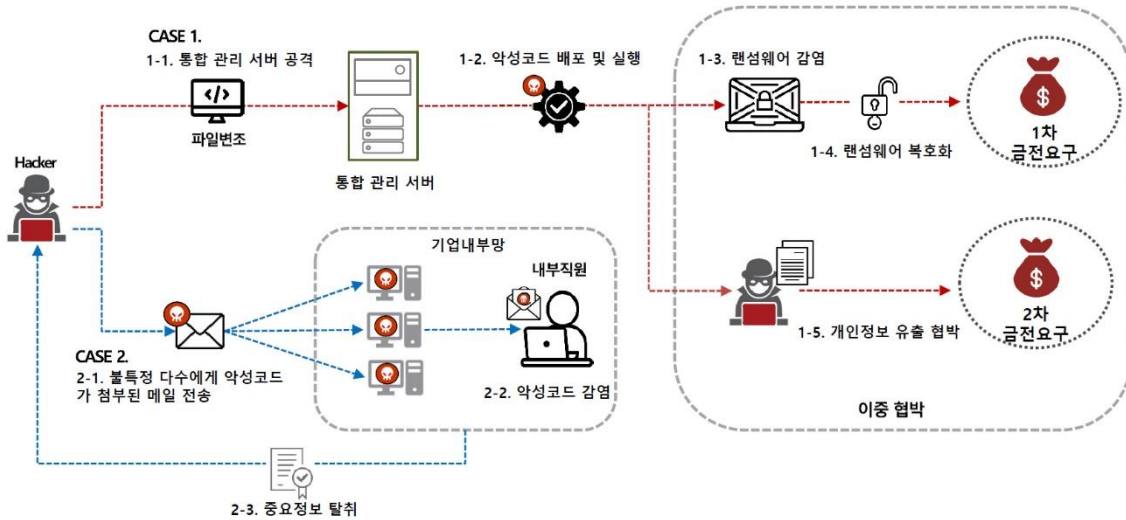 CASE 1.
1-1. 통합 관리 서버 공격
</>
파일변조
통합 관리 서버
1-2. 악성코드 배포 및 실행
1-3. 랜섬웨어 감염
1-4. 랜섬웨어 복호화
$
1차
금전요구
Hacker
기업내부망
내부직원
CASE 2.
2-1. 불특정 다수에게 악성코드
가 첨부된 메일 전송
2-2. 악성코드 감염
2-3. 중요정보 탈취
1-5. 개인정보 유출 협박
$
2차
금전요구
이중 협박